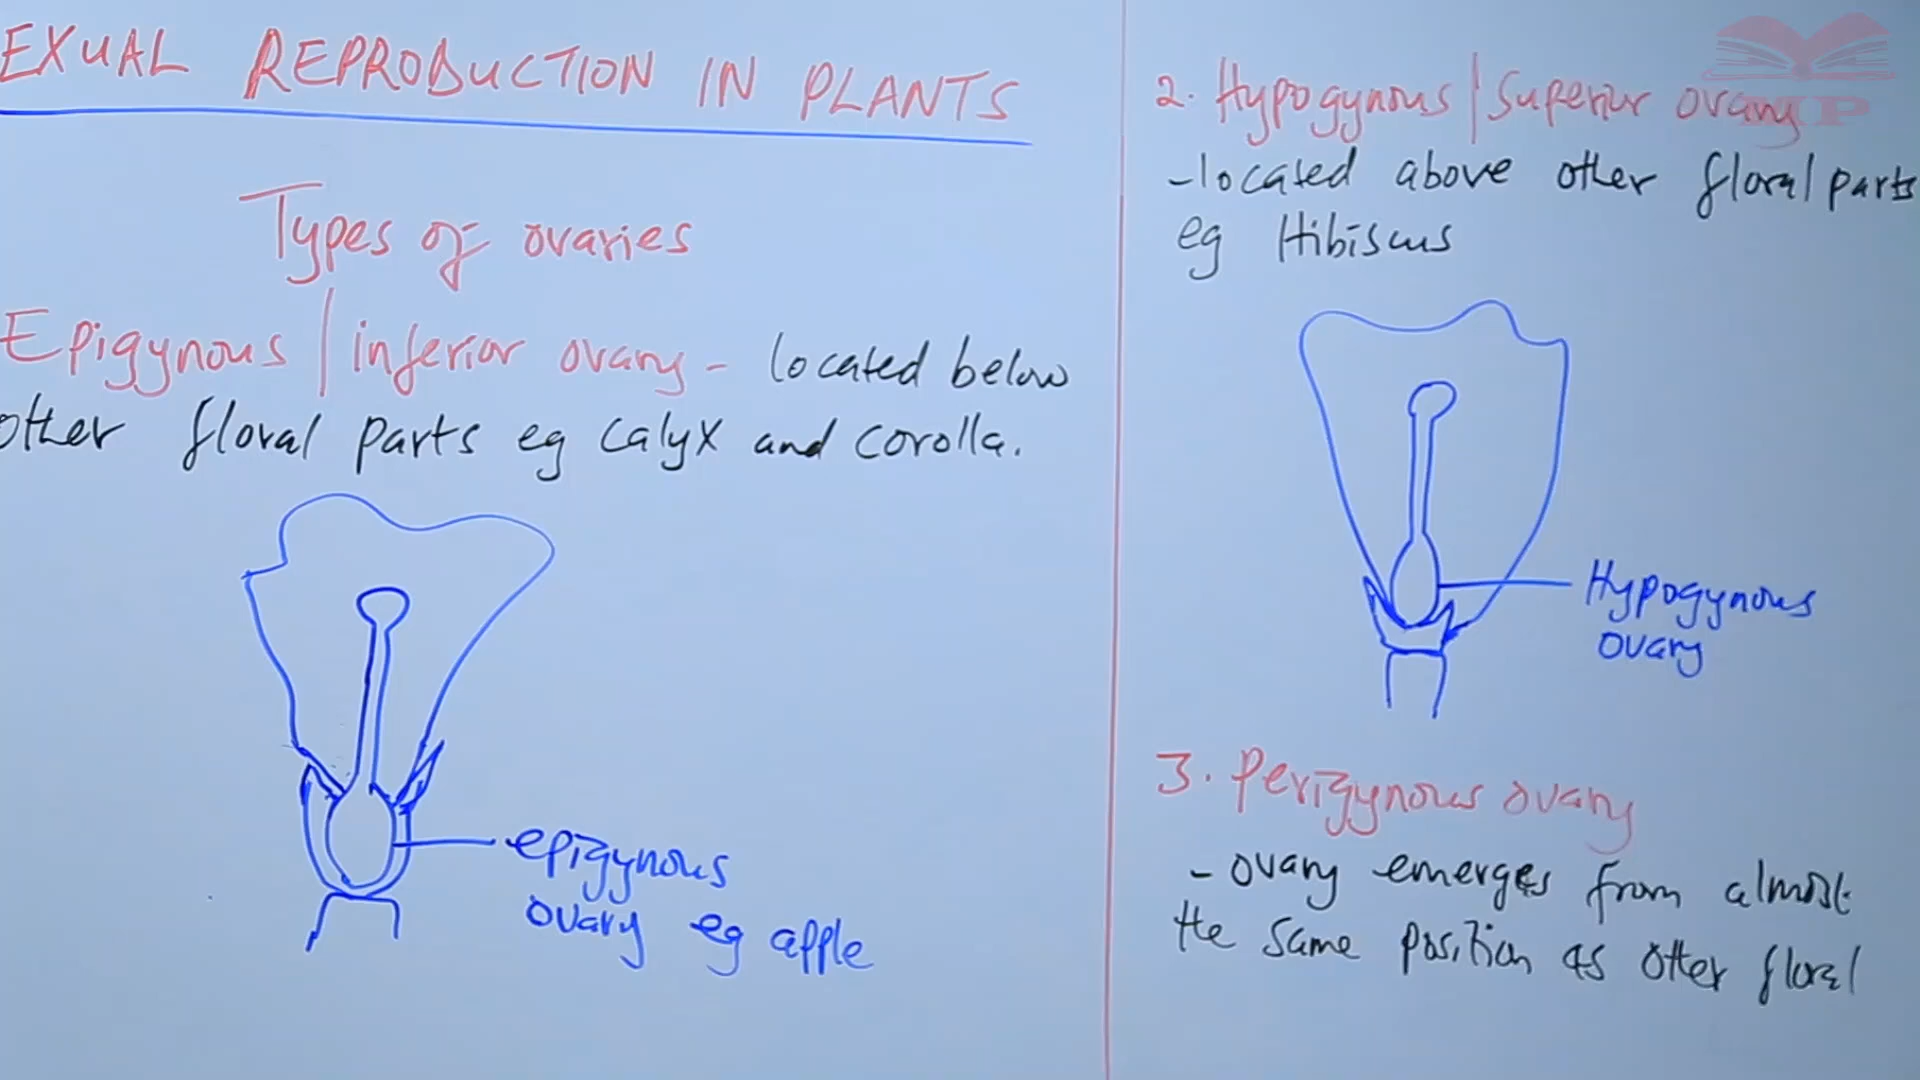 EXUAL REPRODUCTION IN PLANTS
Types of ovaries
Epigynous / inferior ovary - located below
other floral parts eg calyx and corolla.
epigynous
ovary eg apple
2. Hypogynous / superior ovary
- located above other floral parts
eg Hibiscus
Hypogynous
ovary
3. Perigynous ovary
- ovary emerges from almost
the same position as other floral
MP